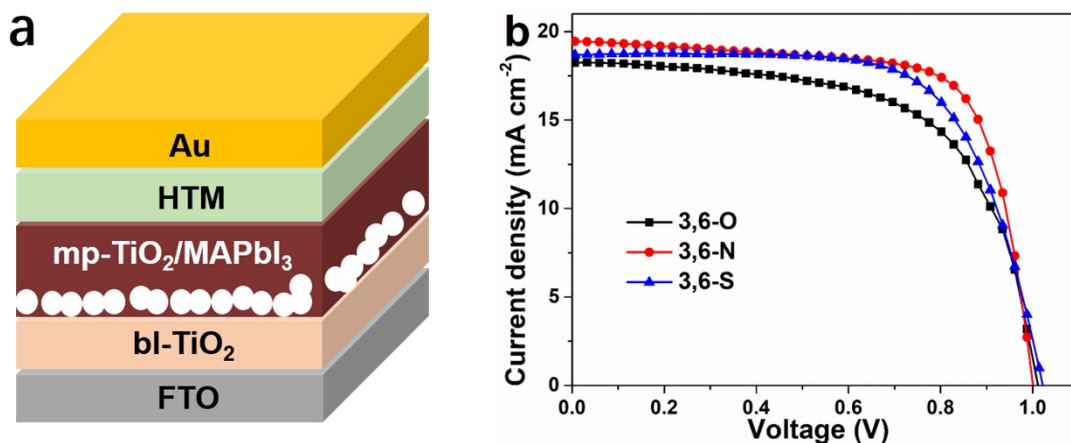 a
Au
HTM
mp-TiO₂/MAPbI₃
bl-TiO₂
FTO
b
Current density (mA cm⁻²)
20
15
10
5
0
3,6-O
3,6-N
3,6-S
0.0 0.2 0.4 0.6 0.8 1.0
Voltage (V)